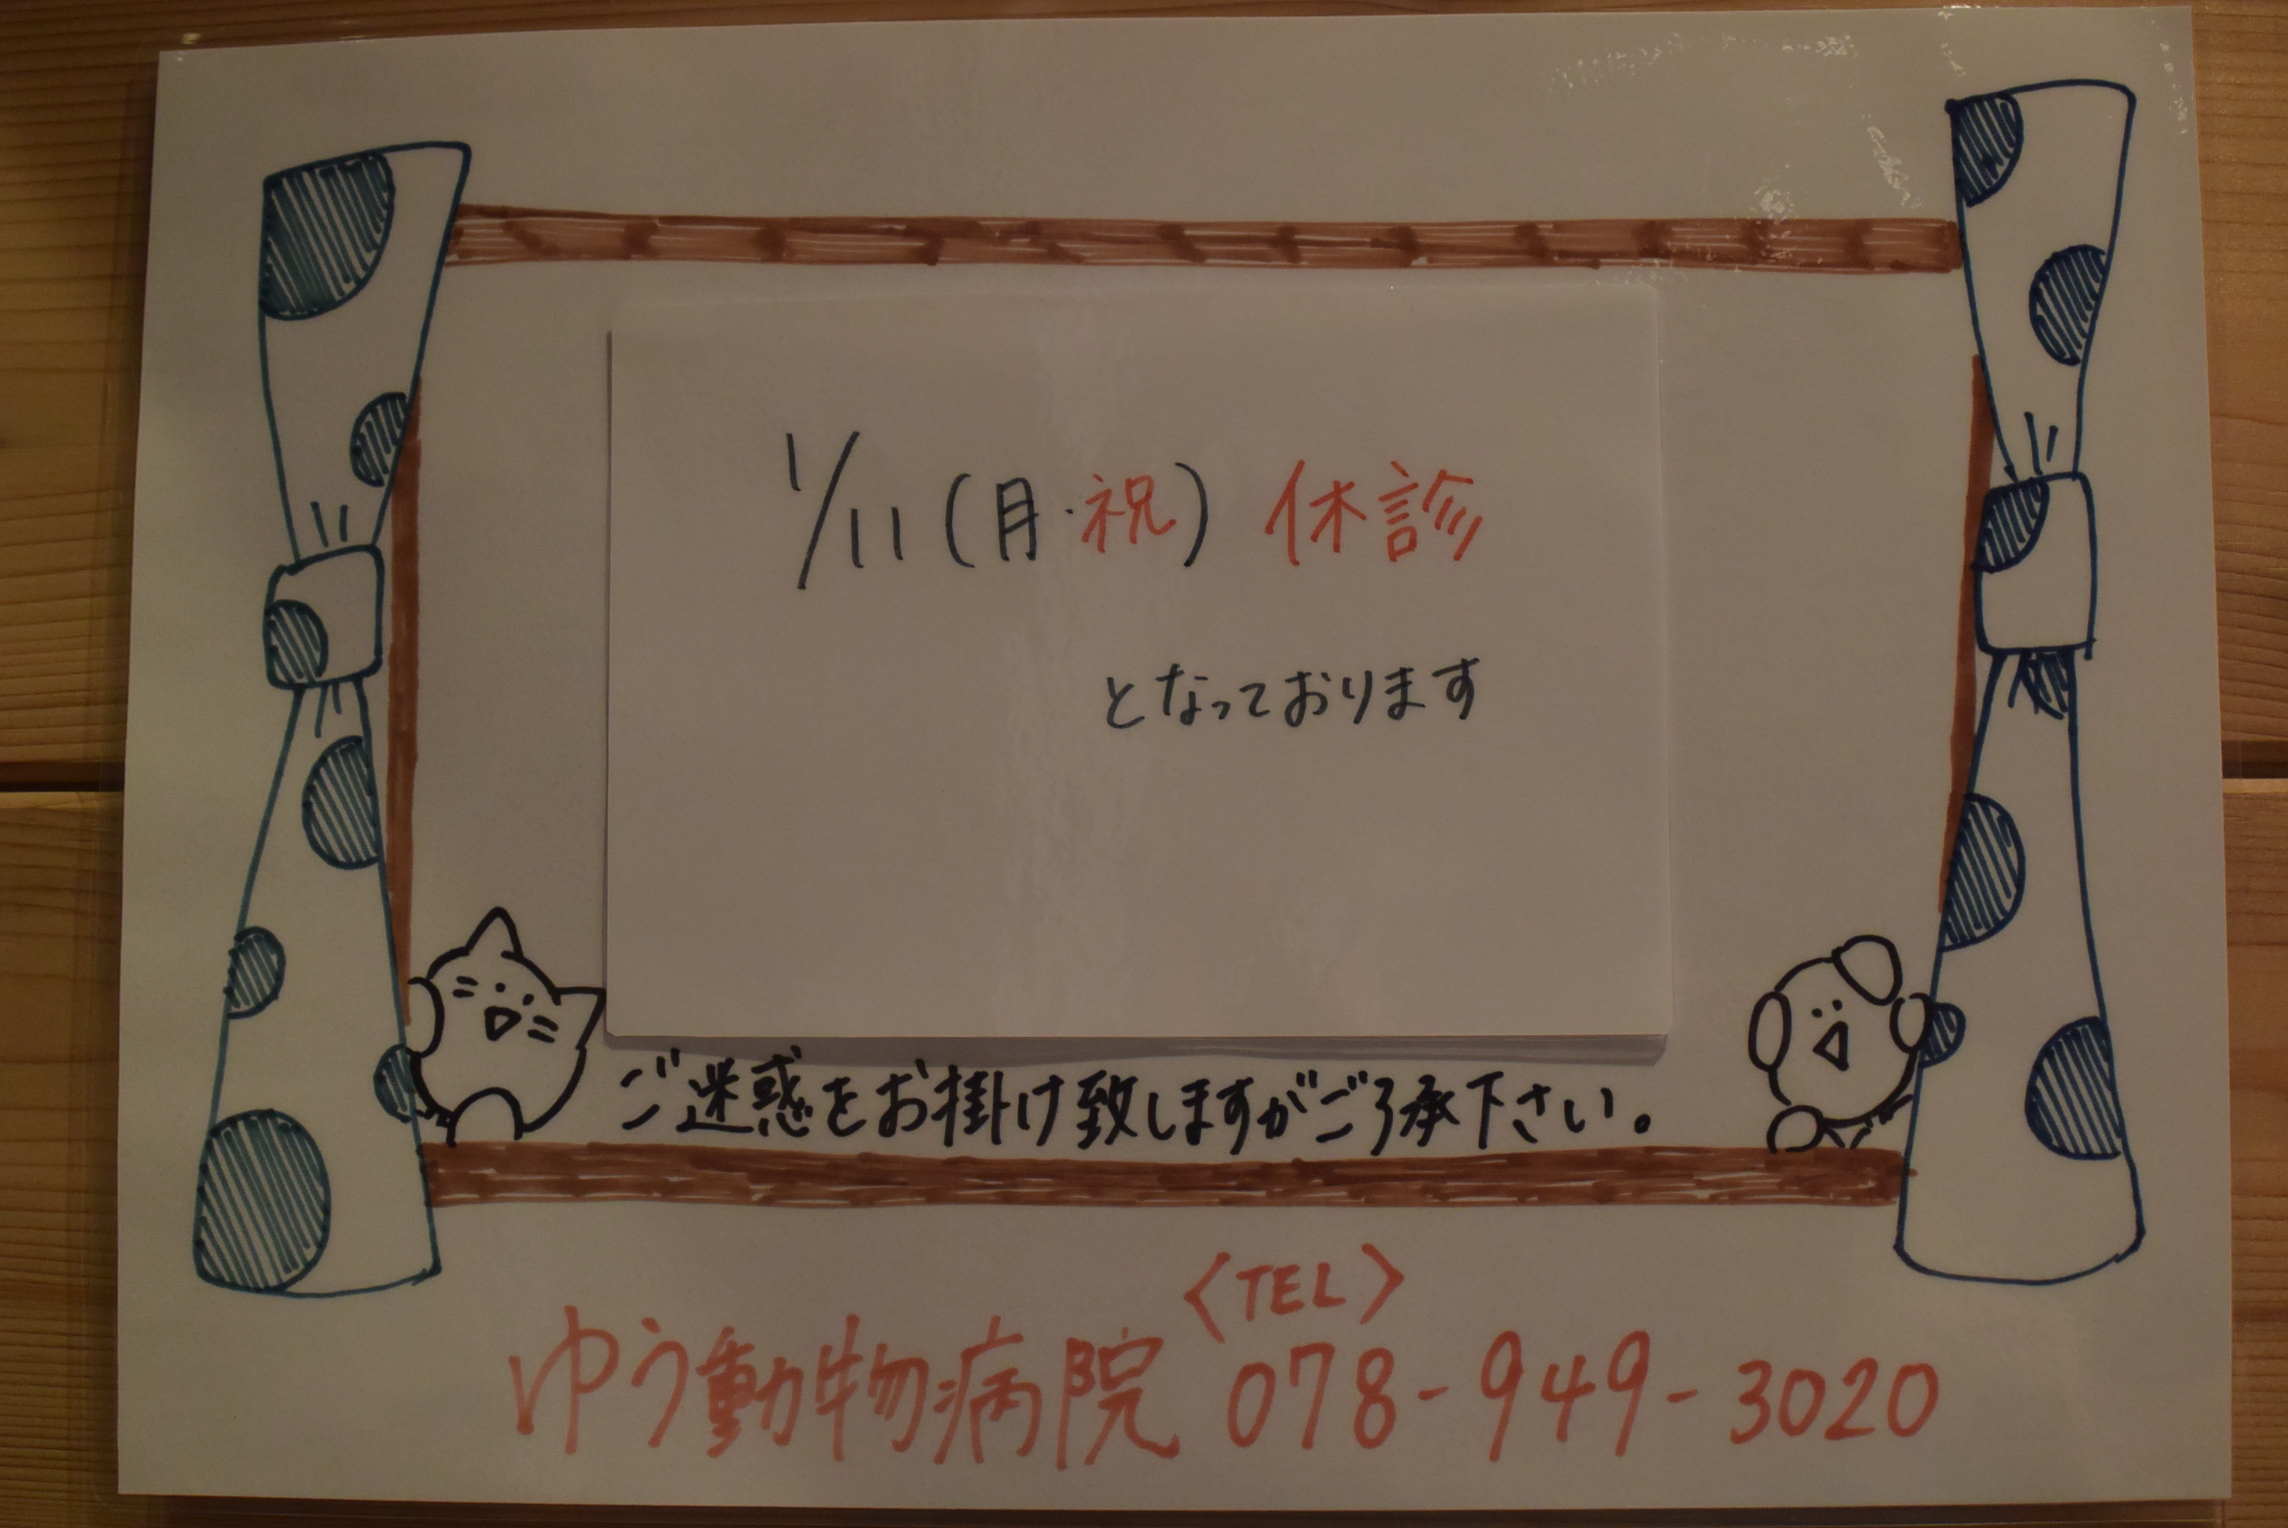 1/11(月・祝) 休診
となっております
ご迷惑をお掛け致しますがご了承下さい。
〈TEL〉
ゆう動物病院 078-949-3020